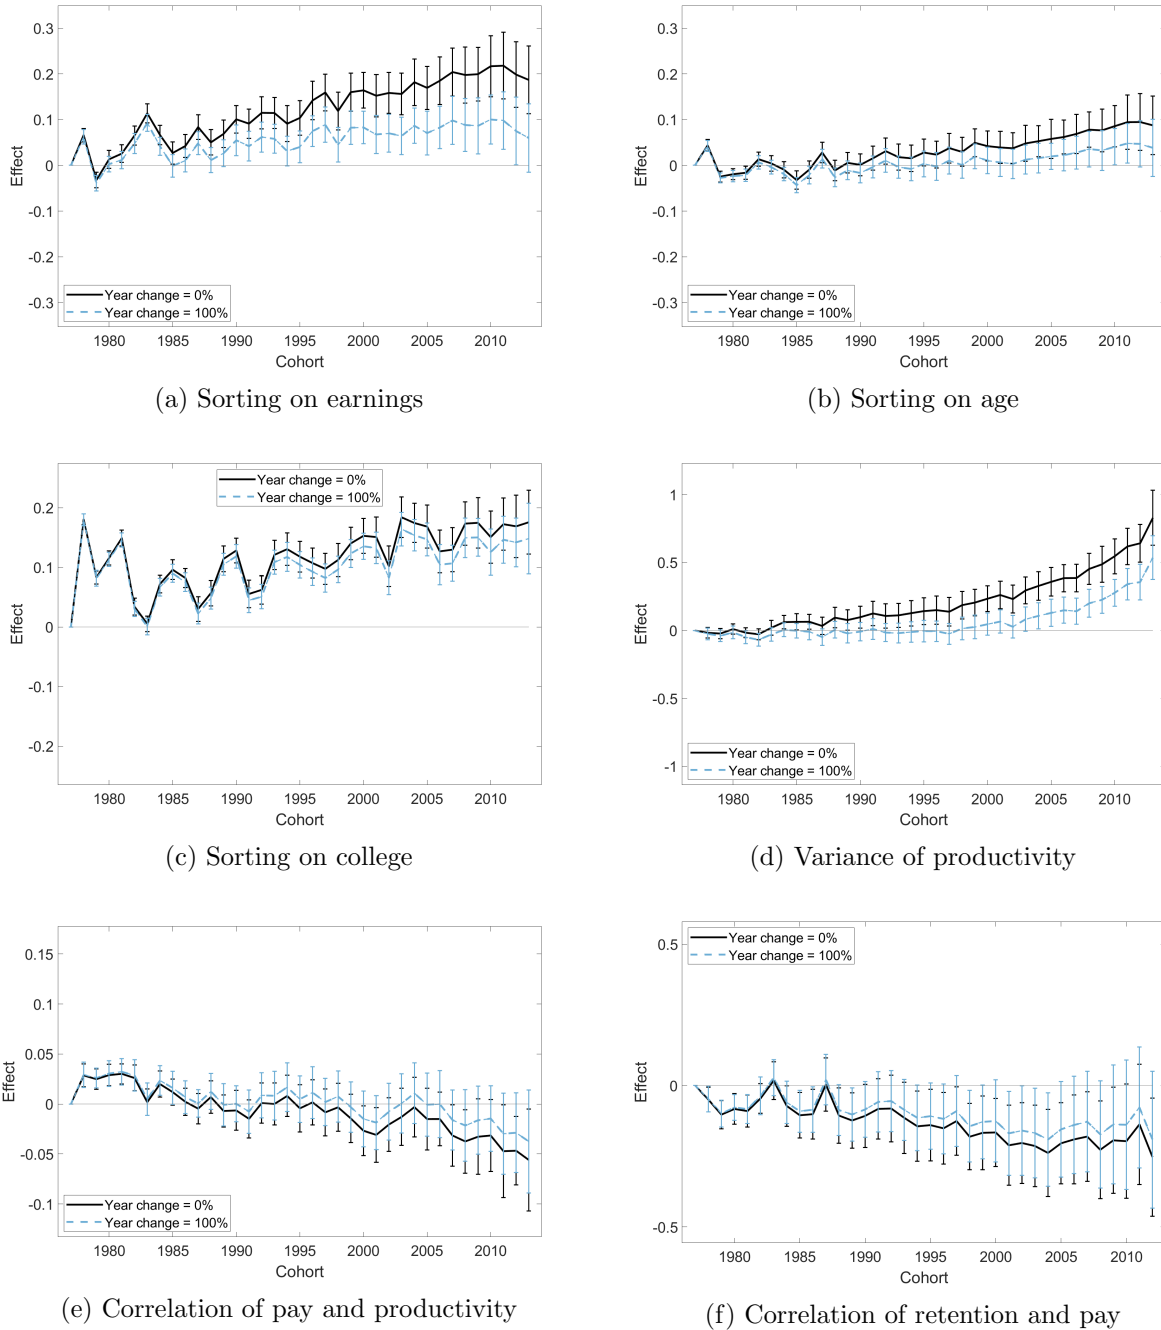 0.3
0.2
0.1
0
-0.1
-0.2
-0.3
Effect
Year change = 0%
Year change = 100%
1980 1985 1990 1995 2000 2005 2010
Cohort
(a) Sorting on earnings
0.3
0.2
0.1
0
-0.1
-0.2
-0.3
Effect
Year change = 0%
Year change = 100%
1980 1985 1990 1995 2000 2005 2010
Cohort
(b) Sorting on age
Year change = 0%
Year change = 100%
0.2
0.1
0
-0.1
-0.2
Effect
1980 1985 1990 1995 2000 2005 2010
Cohort
(c) Sorting on college
1
0.5
0
-0.5
-1
Effect
Year change = 0%
Year change = 100%
1980 1985 1990 1995 2000 2005 2010
Cohort
(d) Variance of productivity
0.15
0.1
0.05
0
-0.05
-0.1
Effect
Year change = 0%
Year change = 100%
1980 1985 1990 1995 2000 2005 2010
Cohort
(e) Correlation of pay and productivity
Year change = 0%
Year change = 100%
0.5
0
-0.5
Effect
1980 1985 1990 1995 2000 2005 2010
Cohort
(f) Correlation of retention and pay